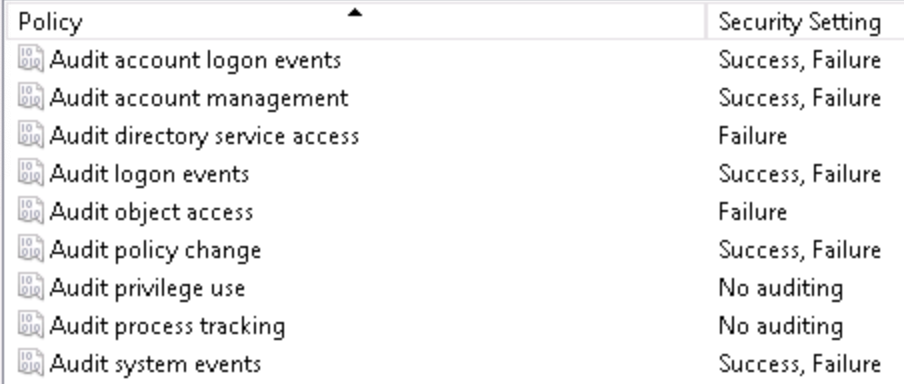 Policy Security Setting
Audit account logon events Success, Failure
Audit account management Success, Failure
Audit directory service access Failure
Audit logon events Success, Failure
Audit object access Failure
Audit policy change Success, Failure
Audit privilege use No auditing
Audit process tracking No auditing
Audit system events Success, Failure